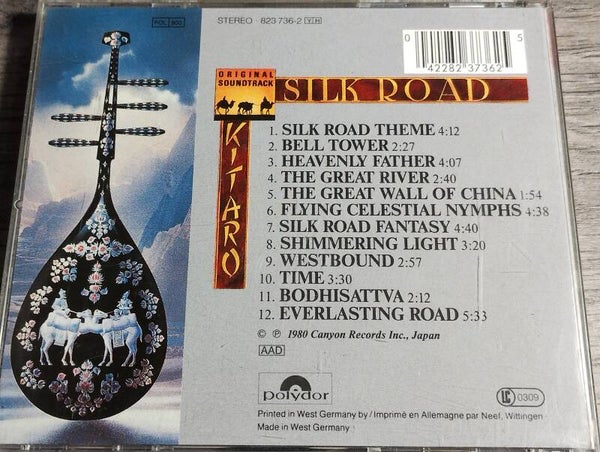 POL 900
STEREO · 823 736-2 Y H
0 42282 37362 5
ORIGINAL
SOUNDTRACK
SILK ROAD
KITARO
1. SILK ROAD THEME 4:12
2. BELL TOWER 2:27
3. HEAVENLY FATHER 4:07
4. THE GREAT RIVER 2:40
5. THE GREAT WALL OF CHINA 1:54
6. FLYING CELESTIAL NYMPHS 4:38
7. SILK ROAD FANTASY 4:40
8. SHIMMERING LIGHT 3:20
9. WESTBOUND 2:57
10. TIME 3:30
11. BODHISATTVA 2:12
12. EVERLASTING ROAD 5:33
© ℗ 1980 Canyon Records Inc., Japan
AAD
polydor
LC 0309
Printed in West Germany by / Imprimé en Allemagne par Neef, Wittingen
Made in West Germany